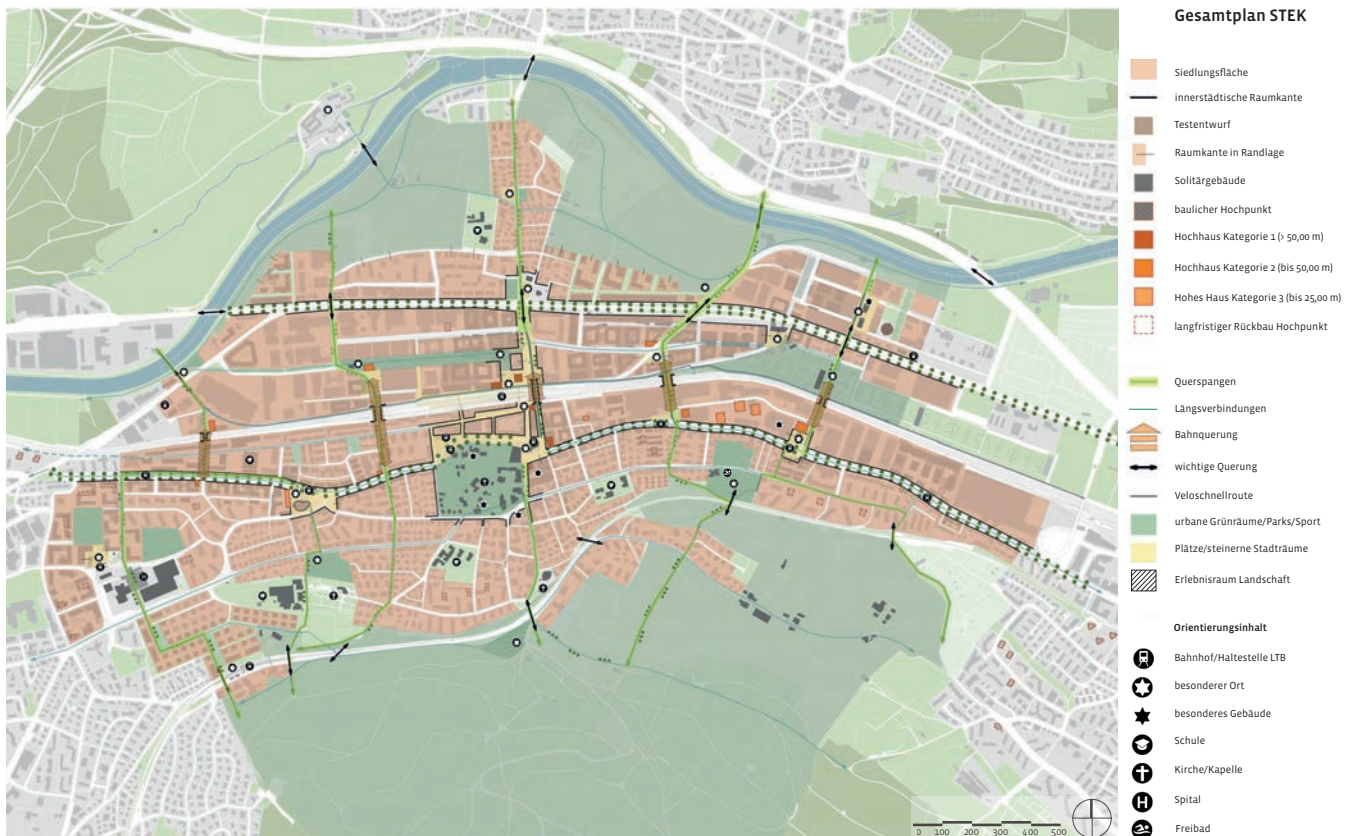 Gesamtplan STEK
Siedlungsfläche
innerstädtische Raumkante
Testentwurf
Raumkante in Randlage
Solitärgebäude
baulicher Hochpunkt
Hochhaus Kategorie 1 (> 50,00 m)
Hochhaus Kategorie 2 (bis 50,00 m)
Hohes Haus Kategorie 3 (bis 25,00 m)
langfristiger Rückbau Hochpunkt
Querspangen
Längsverbindungen
Bahnquerung
wichtige Querung
Veloschnellroute
urbane Grünräume/Parks/Sport
Plätze/steinerne Stadträume
Erlebnisraum Landschaft
Orientierungsinhalt
Bahnhof/Haltestelle LTB
besonderer Ort
besonderes Gebäude
Schule
Kirche/Kapelle
H Spital
Freibad
0 100 200 300 400 500